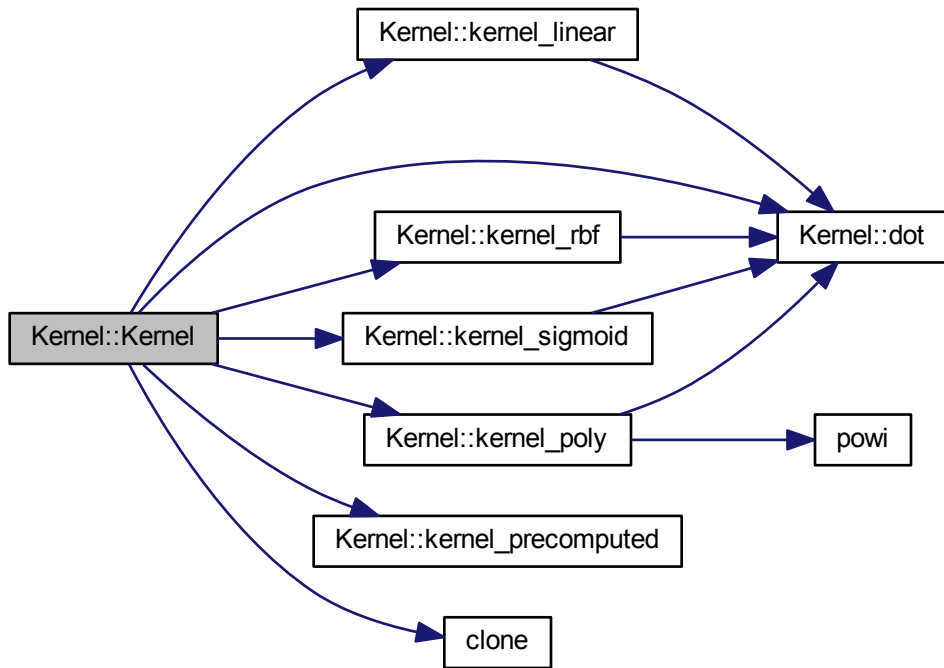 Kernel::kernel_linear
Kernel::kernel_rbf
Kernel::dot
Kernel::Kernel
Kernel::kernel_sigmoid
Kernel::kernel_poly
powi
Kernel::kernel_precomputed
clone